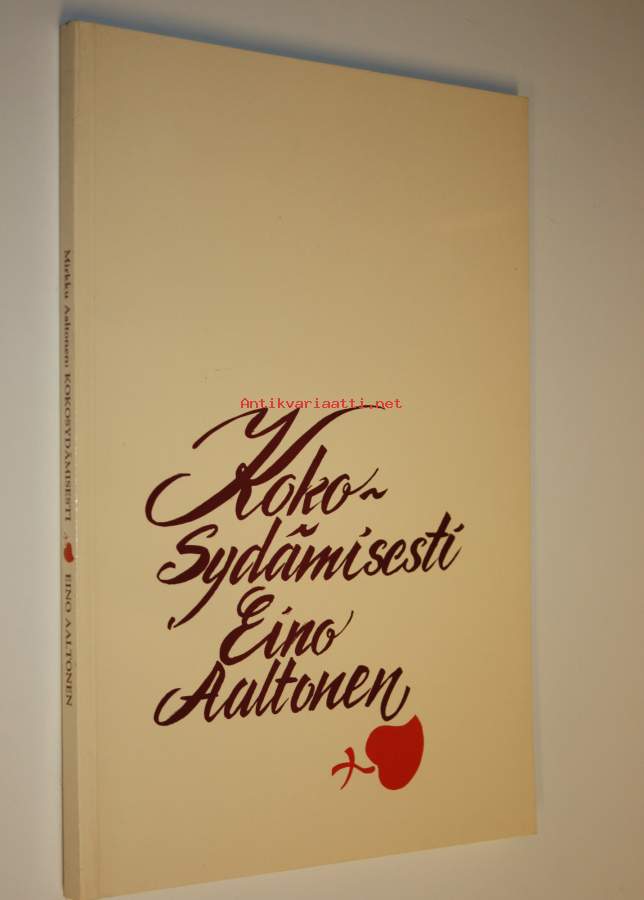 Mirkku Aaltonen: KOKOSYDÄMISESTI EINO AALTONEN
Antikvariaatti.net
Koko-
Sydämisesti
Eino
Aaltonen